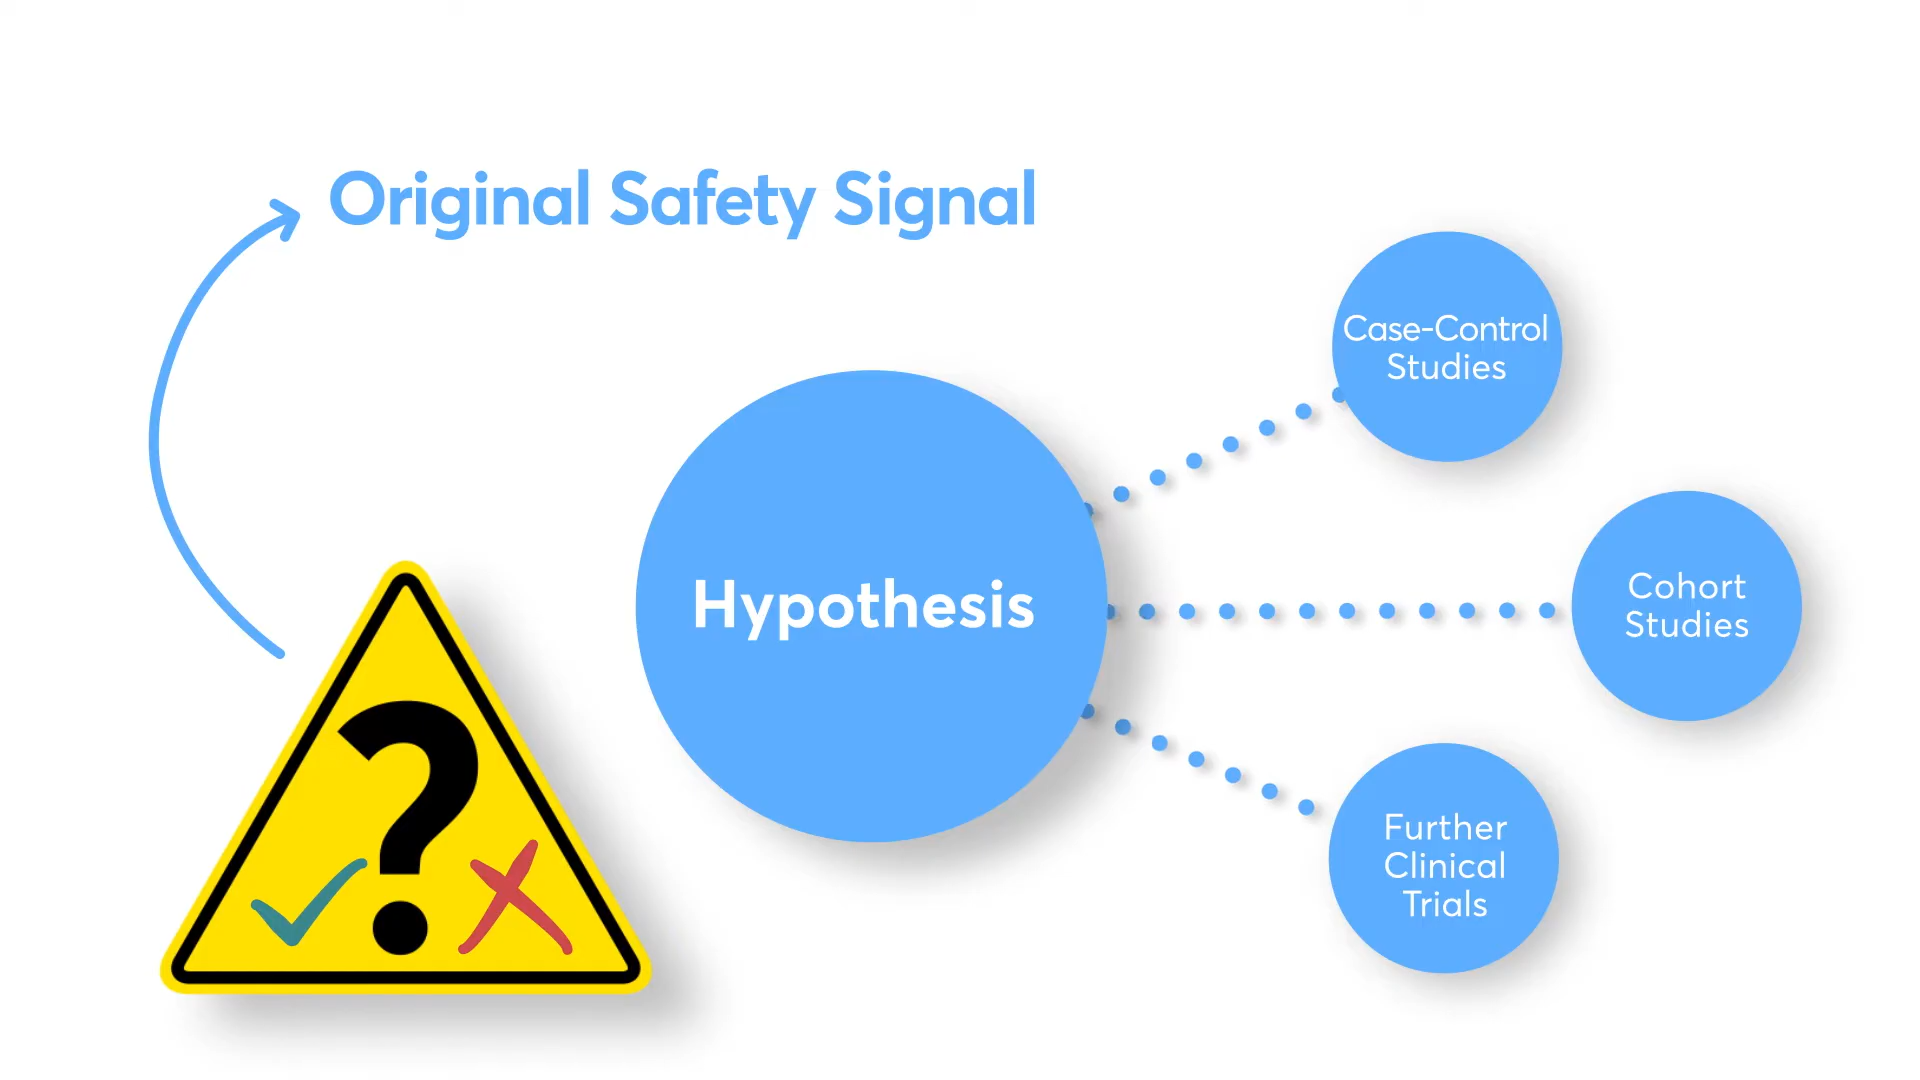 Original Safety Signal
Case-Control
Studies
Hypothesis
Cohort
Studies
Further
Clinical
Trials
?